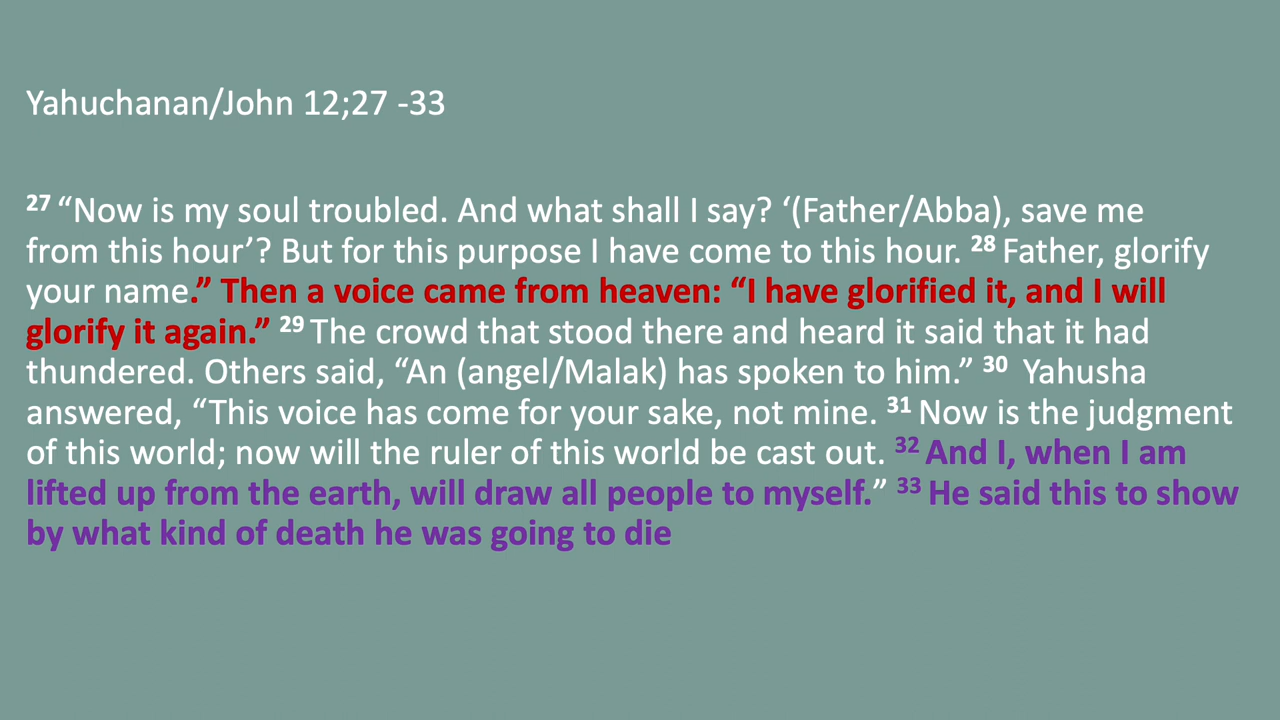 Yahuchanan/John 12;27 -33
27 “Now is my soul troubled. And what shall I say? ‘(Father/Abba), save me
from this hour’? But for this purpose I have come to this hour. 28 Father, glorify
your name.” Then a voice came from heaven: “I have glorified it, and I will
glorify it again.” 29 The crowd that stood there and heard it said that it had
thundered. Others said, “An (angel/Malak) has spoken to him.” 30 Yahusha
answered, “This voice has come for your sake, not mine. 31 Now is the judgment
of this world; now will the ruler of this world be cast out. 32 And I, when I am
lifted up from the earth, will draw all people to myself.” 33 He said this to show
by what kind of death he was going to die